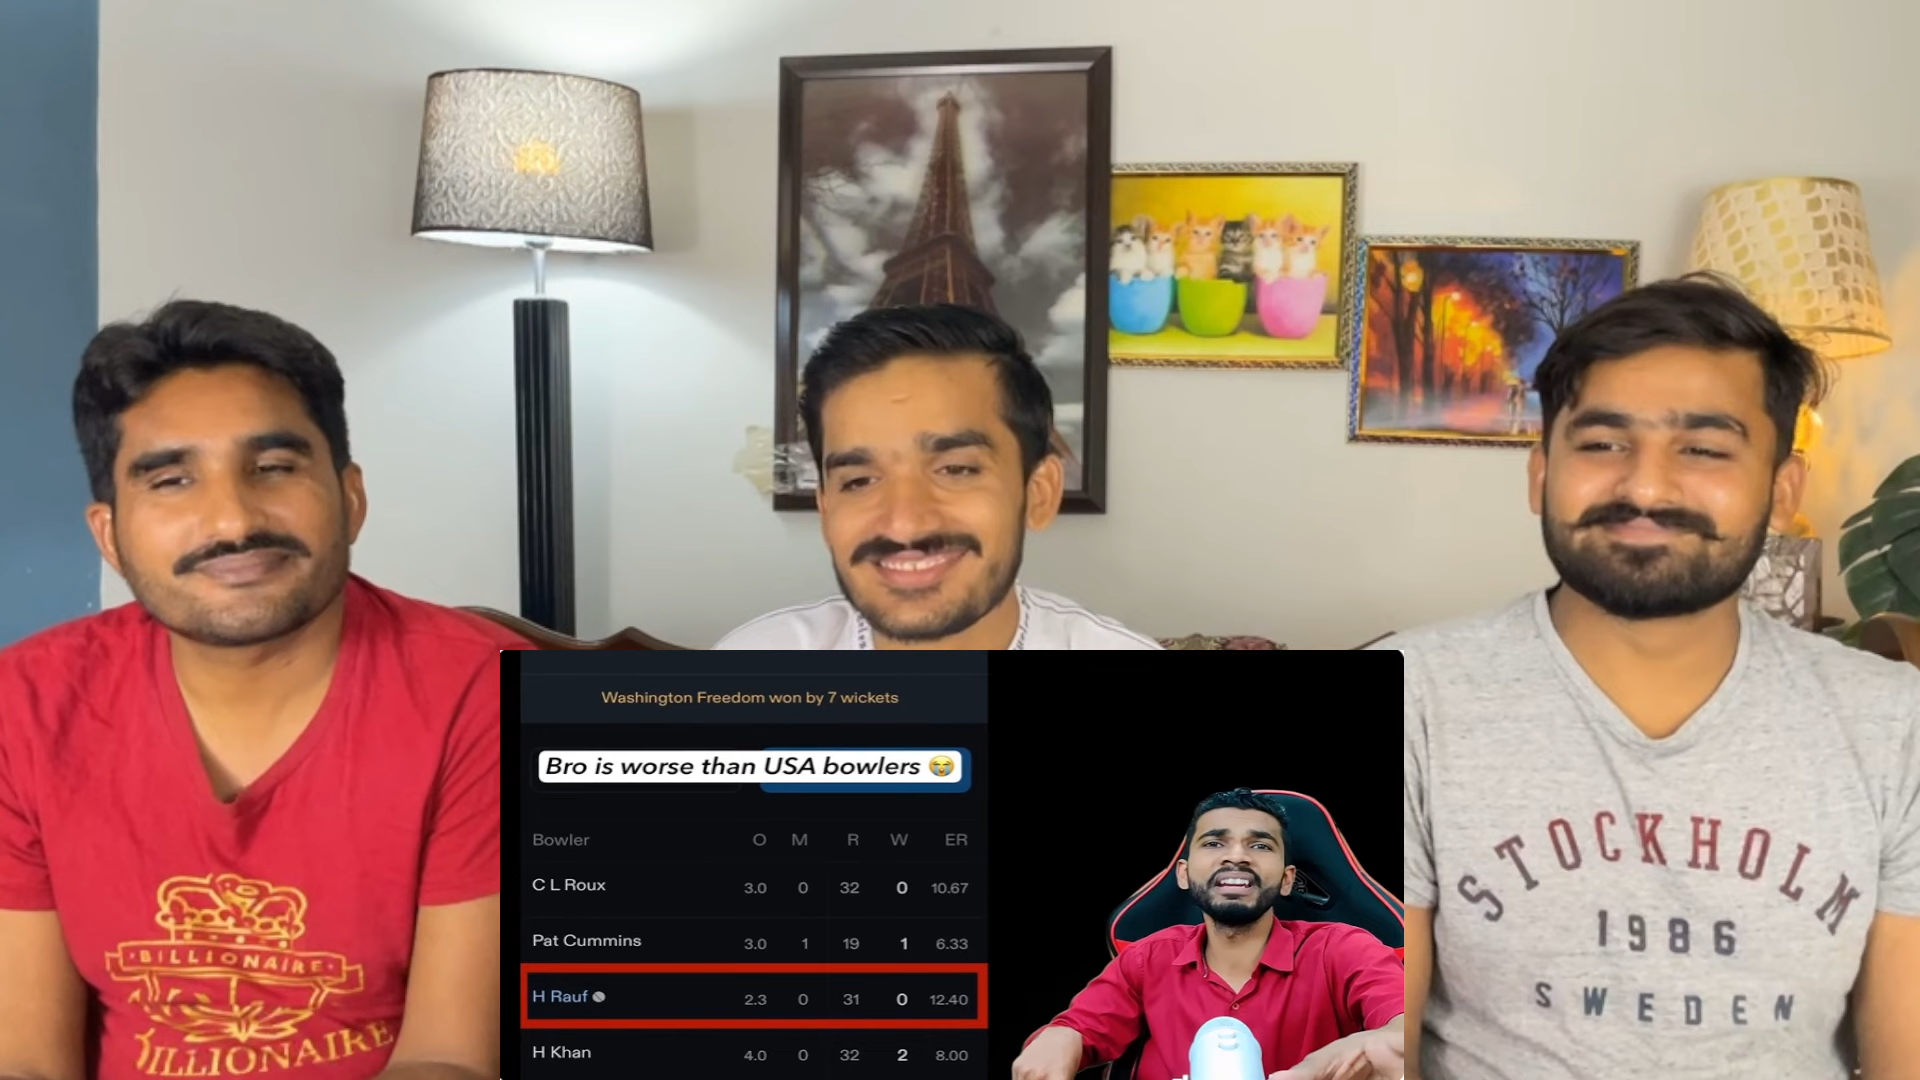 Washington Freedom won by 7 wickets
Bro is worse than USA bowlers 😭
Bowler O M R W ER
C L Roux 3.0 0 32 0 10.67
Pat Cummins 3.0 1 19 1 6.33
H Rauf 2.3 0 31 0 12.40
H Khan 4.0 0 32 2 8.00
BILLIONAIRE
BILLIONAIRE
STOCKHOLM
1986
SWEDEN